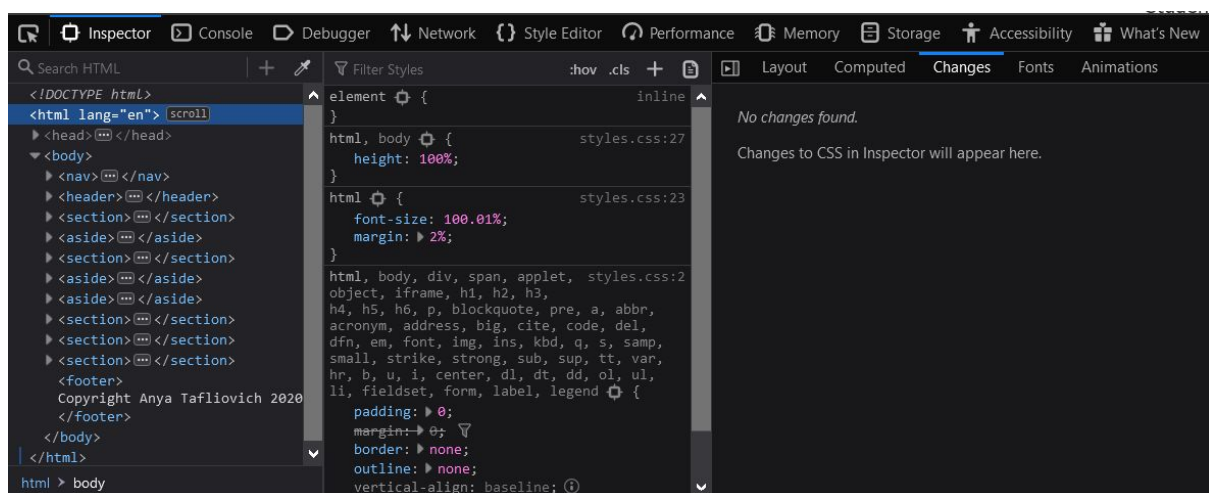 Inspector Console Debugger Network Style Editor Performance Memory Storage Accessibility What's New
Search HTML
<!DOCTYPE html>
<html lang="en"> scroll
<head> ··· </head>
<body>
<nav> ··· </nav>
<header> ··· </header>
<section> ··· </section>
<aside> ··· </aside>
<section> ··· </section>
<aside> ··· </aside>
<aside> ··· </aside>
<section> ··· </section>
<section> ··· </section>
<section> ··· </section>
<footer>
Copyright Anya Tafliovich 2020
</footer>
</body>
</html>
html > body
Filter Styles :hov .cls +
element { inline
}
html, body { styles.css:27
height: 100%;
}
html { styles.css:23
font-size: 100.01%;
margin: 2%;
}
html, body, div, span, applet, styles.css:2
object, iframe, h1, h2, h3,
h4, h5, h6, p, blockquote, pre, a, abbr,
acronym, address, big, cite, code, del,
dfn, em, font, img, ins, kbd, q, s, samp,
small, strike, strong, sub, sup, tt, var,
hr, b, u, i, center, dl, dt, dd, ol, ul,
li, fieldset, form, label, legend {
padding: 0;
margin: 0;
border: none;
outline: none;
vertical-align: baseline;
Layout Computed Changes Fonts Animations
No changes found.
Changes to CSS in Inspector will appear here.